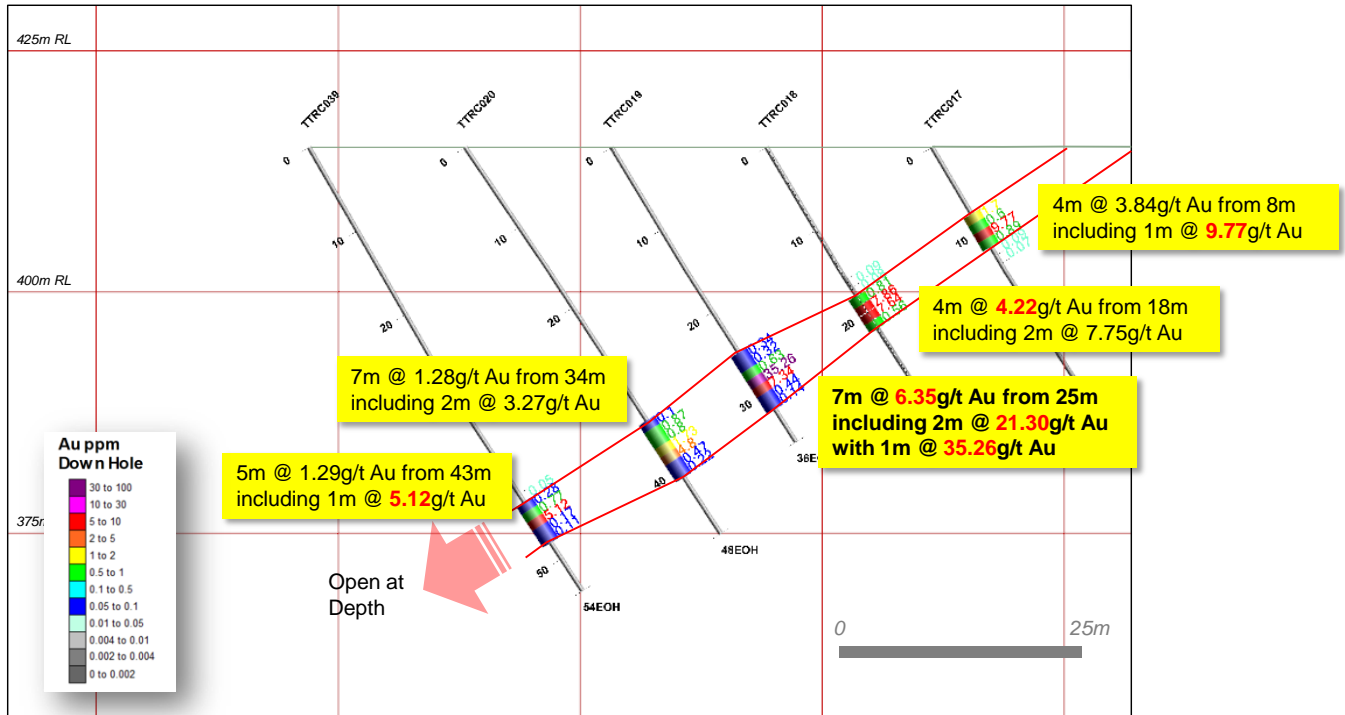 425m RL
TTRC039
TTRC020
TTRC019
TTRC018
TTRC017
0
0
0
0
0
10
10
10
10
10
4m @ 3.84g/t Au from 8m
including 1m @ 9.77g/t Au
400m RL
20
20
20
20
4m @ 4.22g/t Au from 18m
including 2m @ 7.75g/t Au
7m @ 1.28g/t Au from 34m
including 2m @ 3.27g/t Au
35.26
30
7m @ 6.35g/t Au from 25m
including 2m @ 21.30g/t Au
with 1m @ 35.26g/t Au
5m @ 1.29g/t Au from 43m
including 1m @ 5.12g/t Au
40
48EOH
50
54EOH
Open at
Depth
0
25m
Au ppm
Down Hole
30 to 100
10 to 30
5 to 10
2 to 5
1 to 2
0.5 to 1
0.1 to 0.5
0.05 to 0.1
0.01 to 0.05
0.004 to 0.01
0.002 to 0.004
0 to 0.002